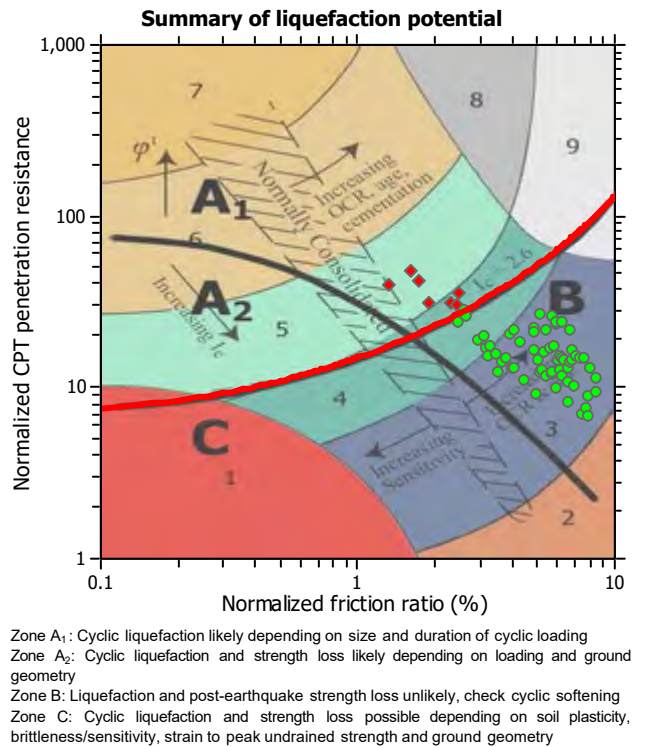 Summary of liquefaction potential
1,000
7
8
9
φ'
Increasing
OCR, age,
cementation
Normally Consolidated
A1
100
6
Ic = 2.6
A2
B
Increasing Ic
5
10
4
3
C
1
Increasing
Sensitivity
2
1
0.1
1
10
Normalized CPT penetration resistance
Normalized friction ratio (%)
Zone A1: Cyclic liquefaction likely depending on size and duration of cyclic loading
Zone A2: Cyclic liquefaction and strength loss likely depending on loading and ground
geometry
Zone B: Liquefaction and post-earthquake strength loss unlikely, check cyclic softening
Zone C: Cyclic liquefaction and strength loss possible depending on soil plasticity,
brittleness/sensitivity, strain to peak undrained strength and ground geometry